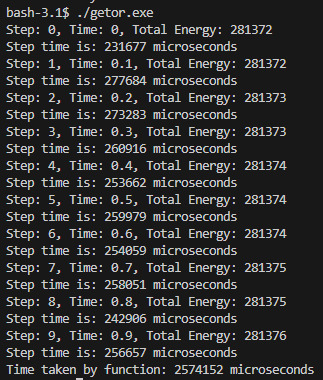 bash-3.1$ ./getor.exe
Step: 0, Time: 0, Total Energy: 281372
Step time is: 231677 microseconds
Step: 1, Time: 0.1, Total Energy: 281372
Step time is: 277684 microseconds
Step: 2, Time: 0.2, Total Energy: 281373
Step time is: 273283 microseconds
Step: 3, Time: 0.3, Total Energy: 281373
Step time is: 260916 microseconds
Step: 4, Time: 0.4, Total Energy: 281374
Step time is: 253662 microseconds
Step: 5, Time: 0.5, Total Energy: 281374
Step time is: 259979 microseconds
Step: 6, Time: 0.6, Total Energy: 281374
Step time is: 254059 microseconds
Step: 7, Time: 0.7, Total Energy: 281375
Step time is: 258051 microseconds
Step: 8, Time: 0.8, Total Energy: 281375
Step time is: 242906 microseconds
Step: 9, Time: 0.9, Total Energy: 281376
Step time is: 256657 microseconds
Time taken by function: 2574152 microseconds